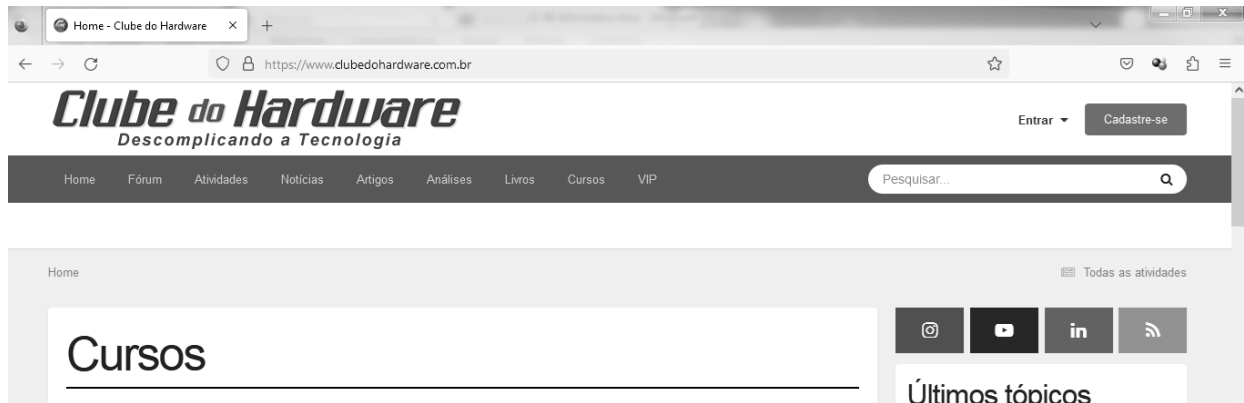 Home - Clube do Hardware
https://www.clubedohardware.com.br
Clube do Hardware
Descomplicando a Tecnologia
Entrar
Cadastre-se
Home Fórum Atividades Notícias Artigos Análises Livros Cursos VIP
Pesquisar...
Home
Todas as atividades
Cursos
in
Últimos tópicos